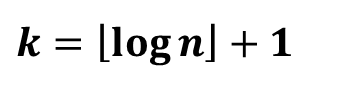 k = ⌊log n⌋ + 1